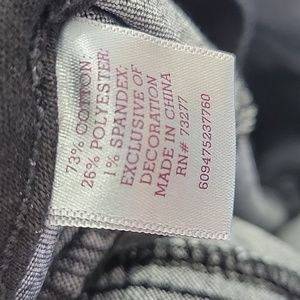 73% COTTON
26% POLYESTER:
1% SPANDEX.
EXCLUSIVE OF
DECORATION
MADE IN CHINA
RN# 73277
609475237760